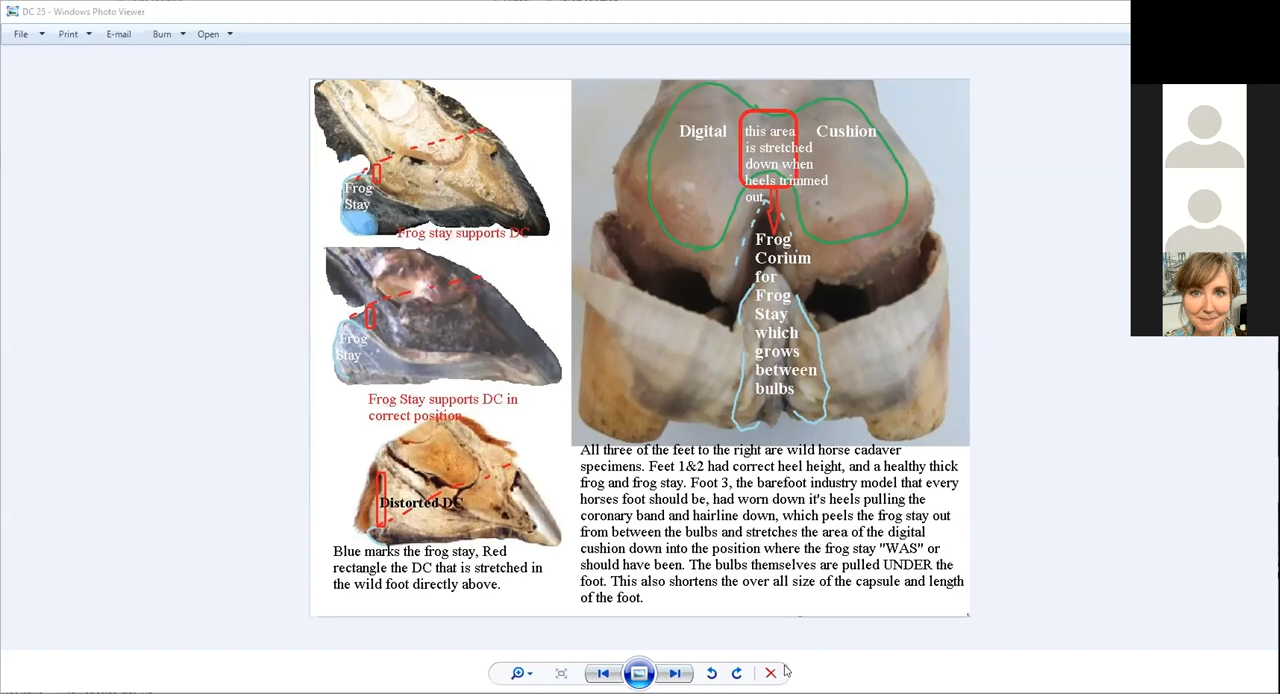 DC 25 - Windows Photo Viewer
File Print E-mail Burn Open
Frog
Stay
Frog stay supports DC
Frog
Stay
Frog Stay supports DC in
correct position
Distorted DC
Blue marks the frog stay, Red
rectangle the DC that is stretched in
the wild foot directly above.
Digital
this area
is stretched
down when
heels trimmed
out
Cushion
Frog
Corium
for
Frog
Stay
which
grows
between
bulbs
All three of the feet to the right are wild horse cadaver
specimens. Feet 1&2 had correct heel height, and a healthy thick
frog and frog stay. Foot 3, the barefoot industry model that every
horses foot should be, had worn down it's heels pulling the
coronary band and hairline down, which peels the frog stay out
from between the bulbs and stretches the area of the digital
cushion down into the position where the frog stay "WAS" or
should have been. The bulbs themselves are pulled UNDER the
foot. This also shortens the over all size of the capsule and length
of the foot.